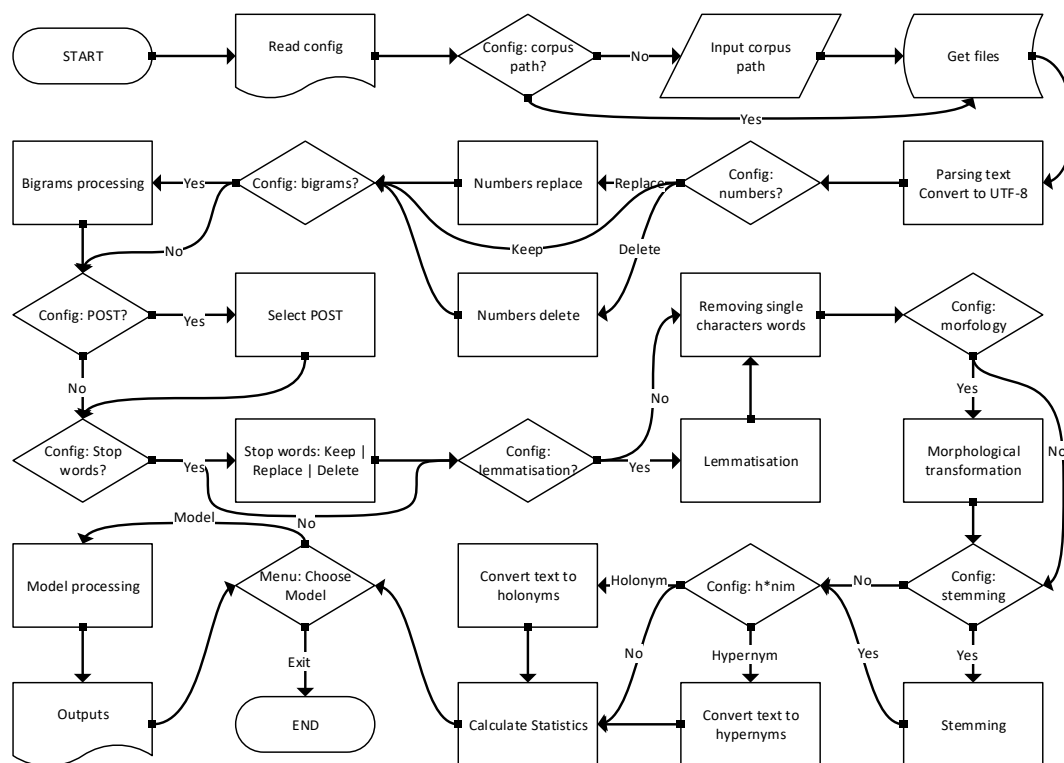 START
Read config
Config: corpus
path?
No
Input corpus
path
Get files
Yes
Bigrams processing
Yes
Config: bigrams?
Numbers replace
Replace
Config:
numbers?
Parsing text
Convert to UTF-8
No
Keep
Delete
Config: POST?
Yes
Select POST
Numbers delete
Removing single
characters words
Config:
morfology
No
No
Yes
Config: Stop
words?
Yes
Stop words: Keep |
Replace | Delete
Config:
lemmatisation?
Yes
Lemmatisation
Morphological
transformation
No
No
Model
Model processing
Menu: Choose
Model
Convert text to
holonyms
Holonym
Config: h*nim
No
Config:
stemming
Exit
No
Hypernym
Yes
Yes
Outputs
END
Calculate Statistics
Convert text to
hypernyms
Stemming